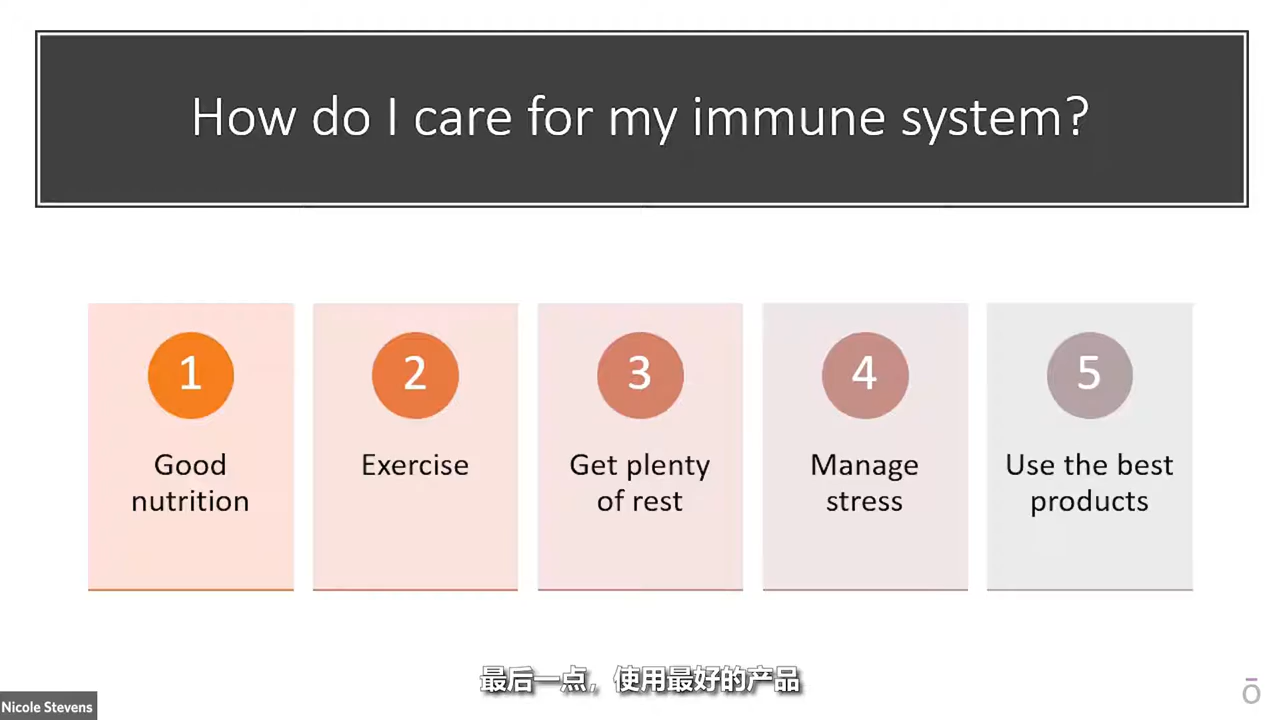 How do I care for my immune system?
1
Good
nutrition
2
Exercise
3
Get plenty
of rest
4
Manage
stress
5
Use the best
products
最后一点，使用最好的产品
Nicole Stevens
ō